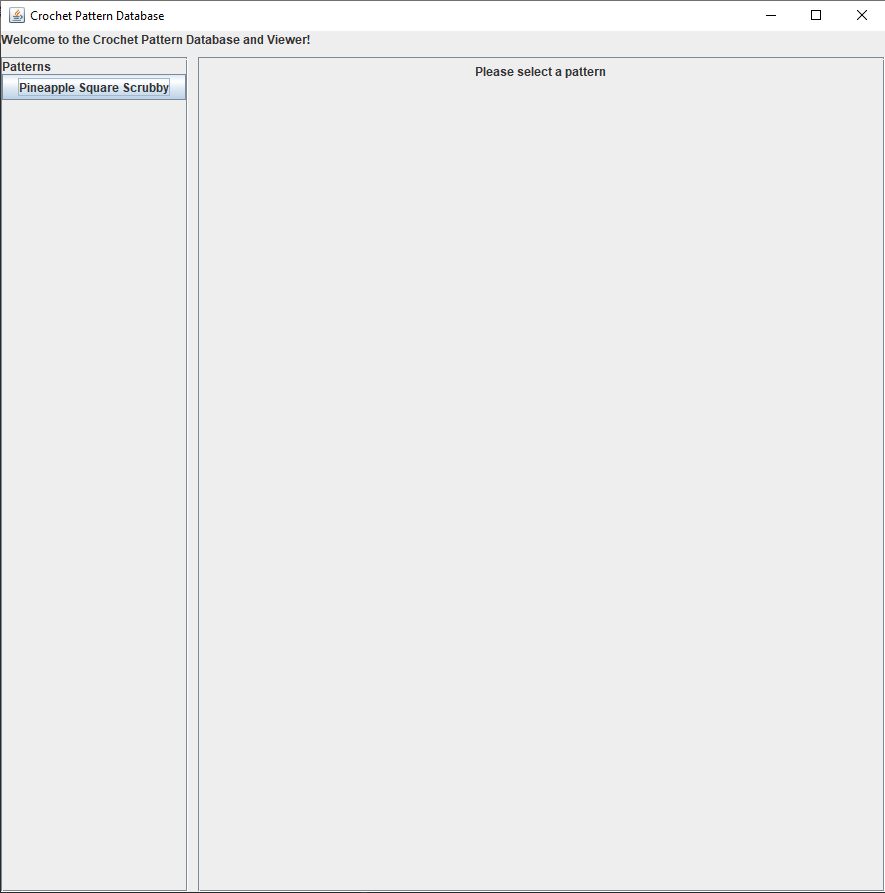 Crochet Pattern Database
Welcome to the Crochet Pattern Database and Viewer!
Patterns
Pineapple Square Scrubby
Please select a pattern